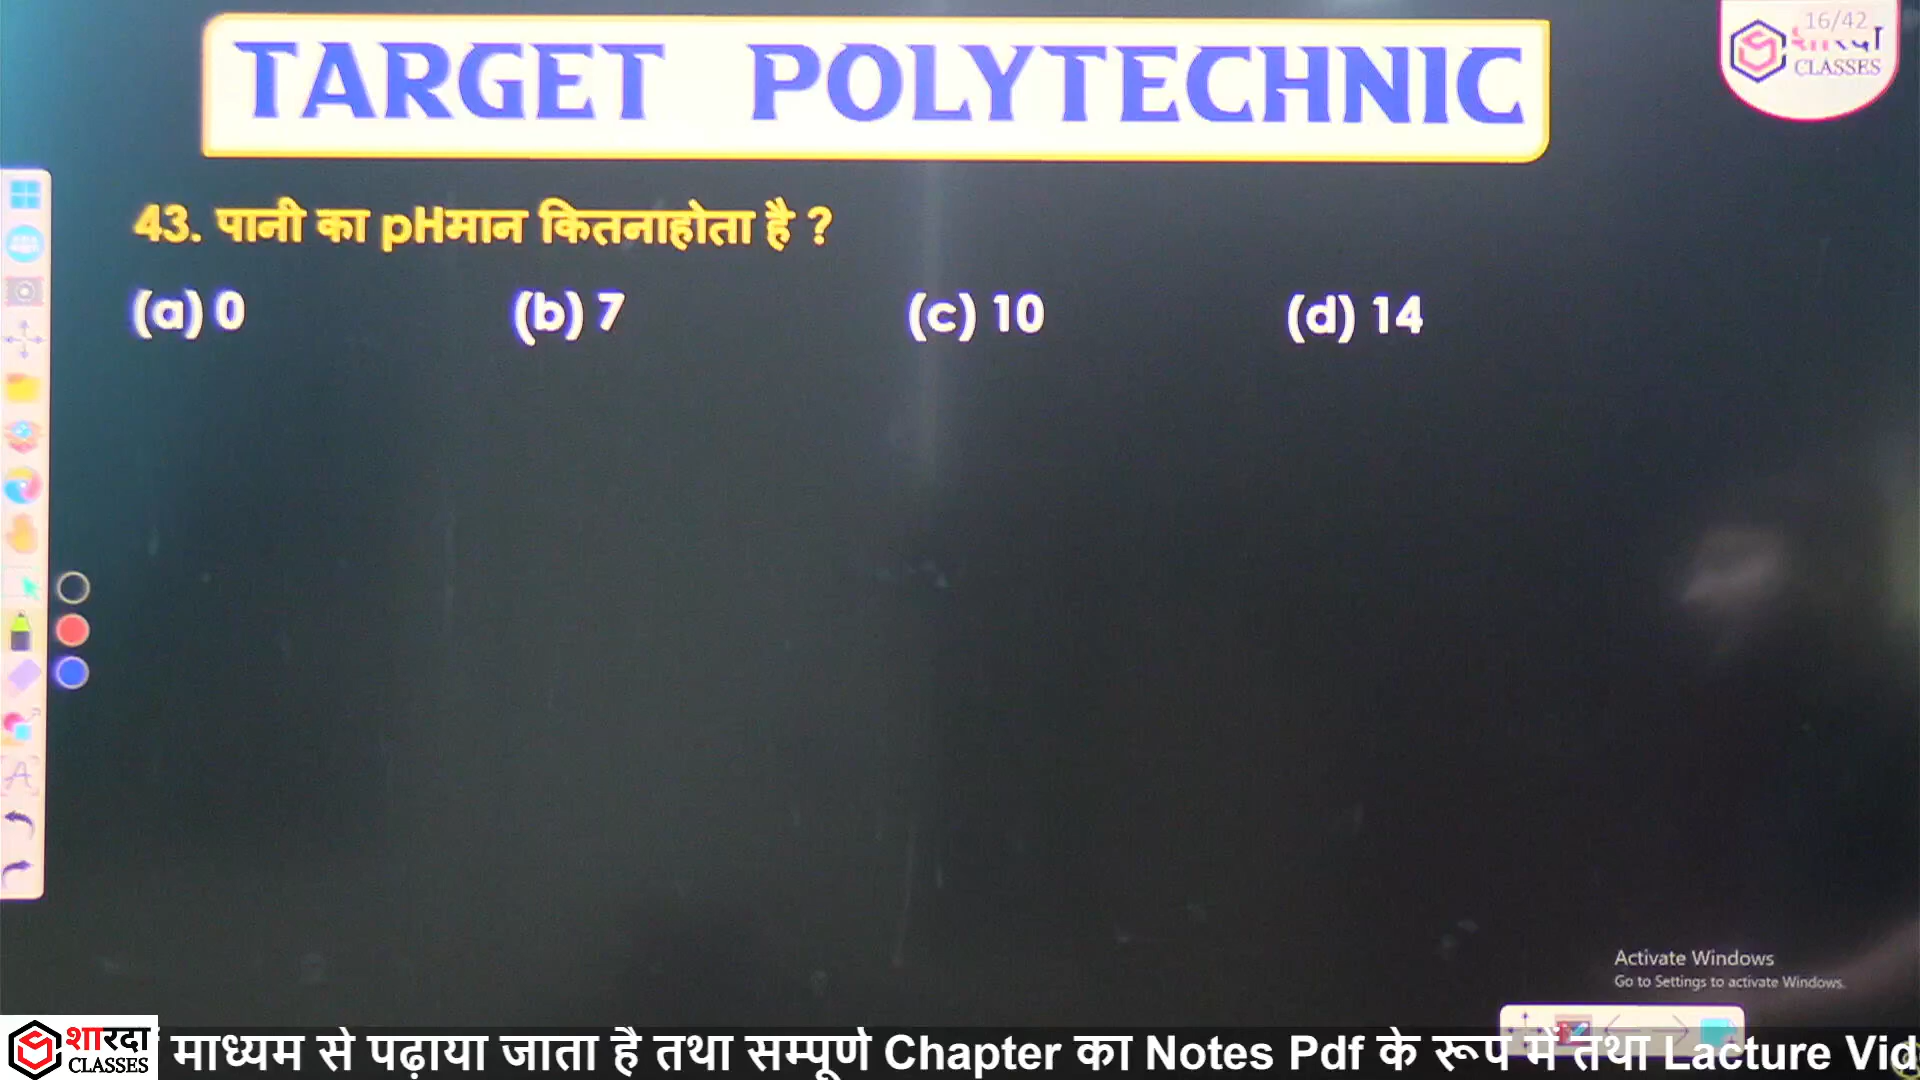 TARGET POLYTECHNIC
16/42
CLASSES
43. पानी का pHमान कितनाहोता है ?
(a) 0 (b) 7 (c) 10 (d) 14
Activate Windows
Go to Settings to activate Windows.
शारदा
CLASSES
माध्यम से पढ़ाया जाता है तथा सम्पूर्ण Chapter का Notes Pdf के रूप में तथा Lacture Vid